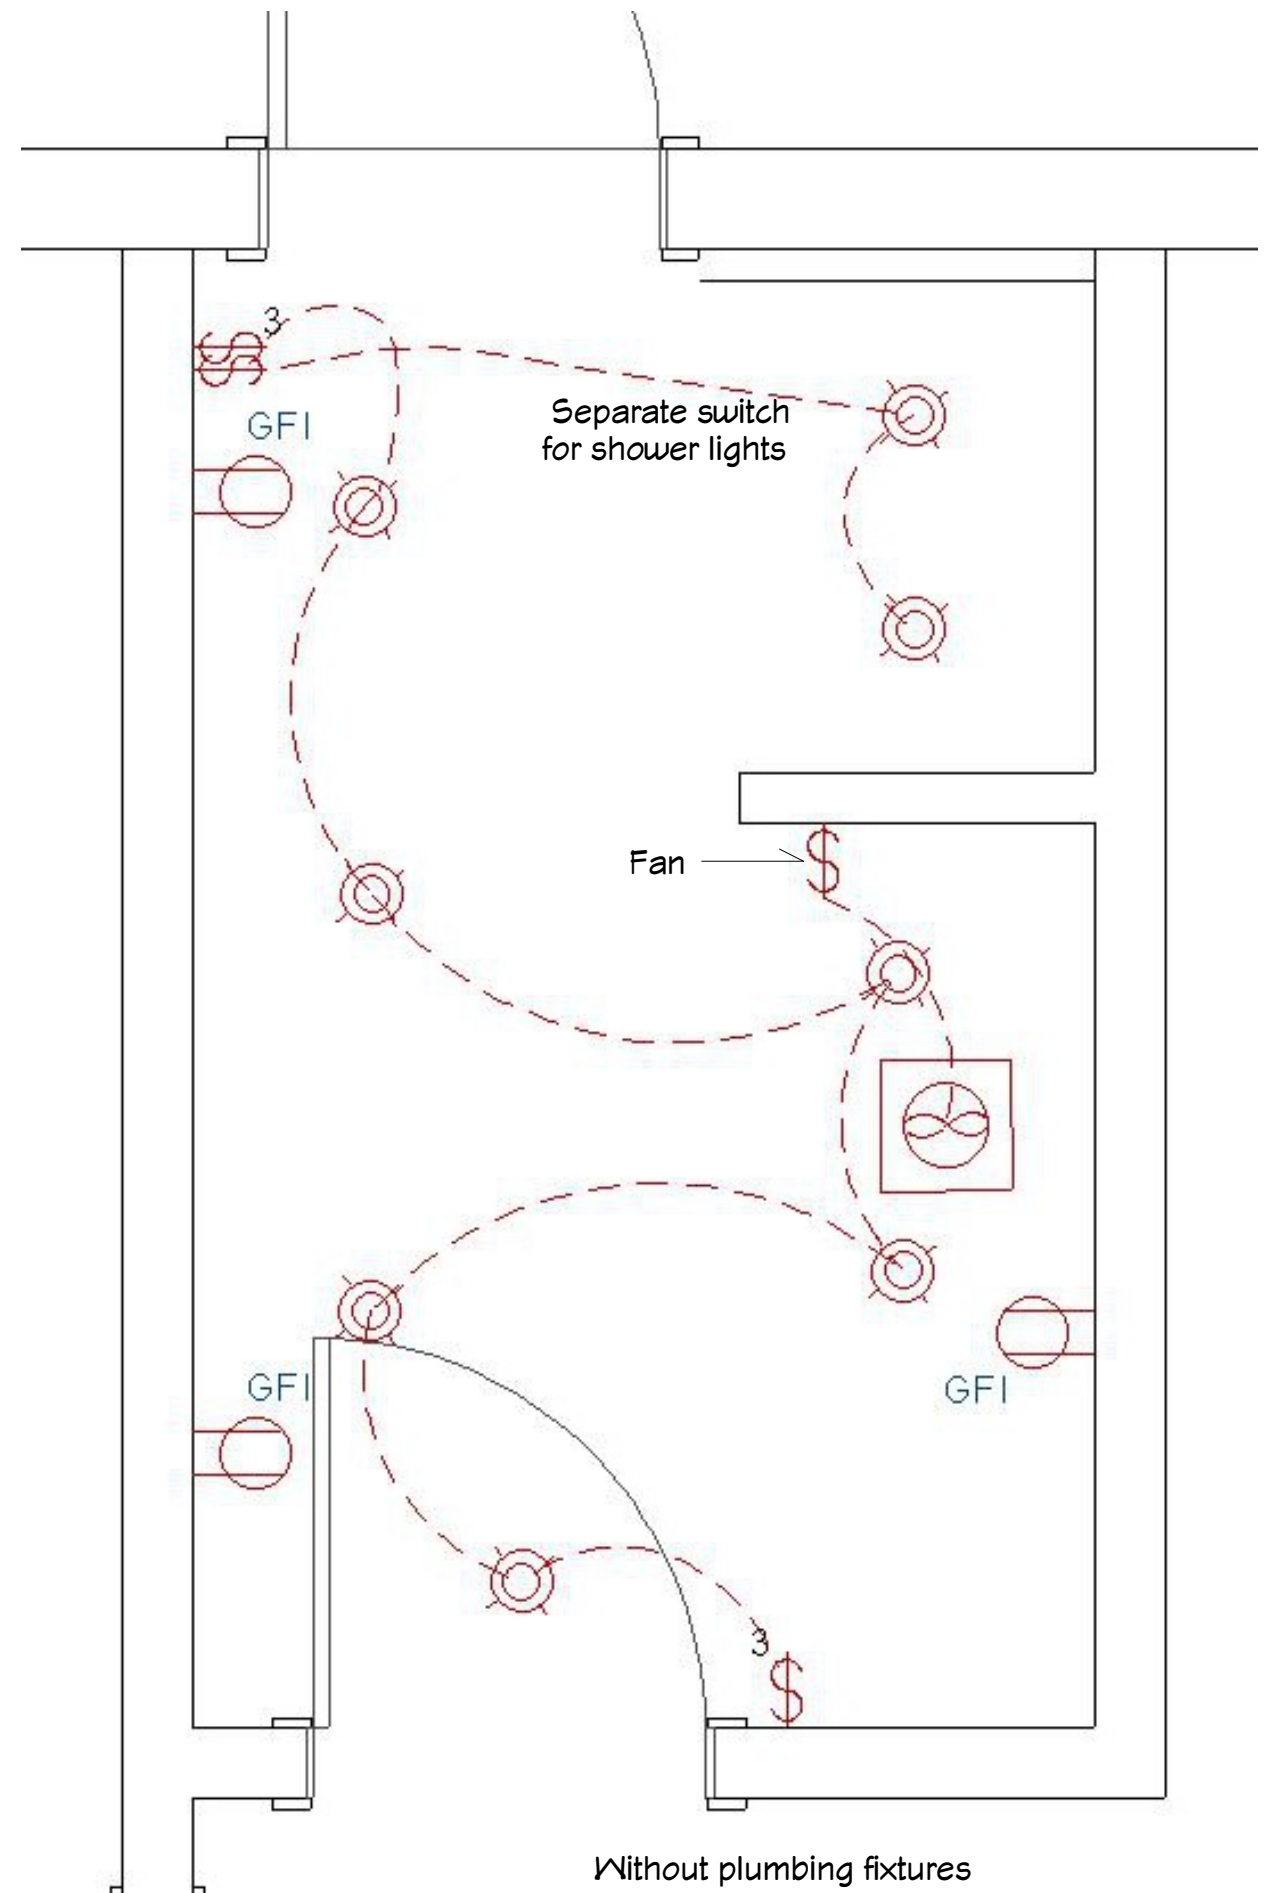 3
$
$
GFI
Separate switch
for shower lights
Fan
$
GFI
GFI
3
$
Without plumbing fixtures